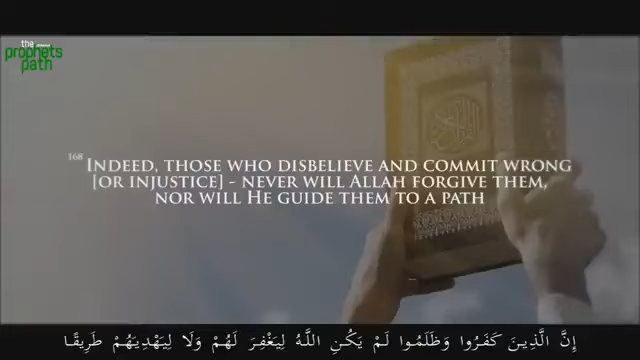 the
prophets
path
168 INDEED, THOSE WHO DISBELIEVE AND COMMIT WRONG
[OR INJUSTICE] - NEVER WILL ALLAH FORGIVE THEM,
NOR WILL HE GUIDE THEM TO A PATH
إِنَّ الَّذِينَ كَفَرُوا وَظَلَمُوا لَمْ يَكُنِ اللَّهُ لِيَغْفِرَ لَهُمْ وَلَا لِيَهْدِيَهُمْ طَرِيقًا